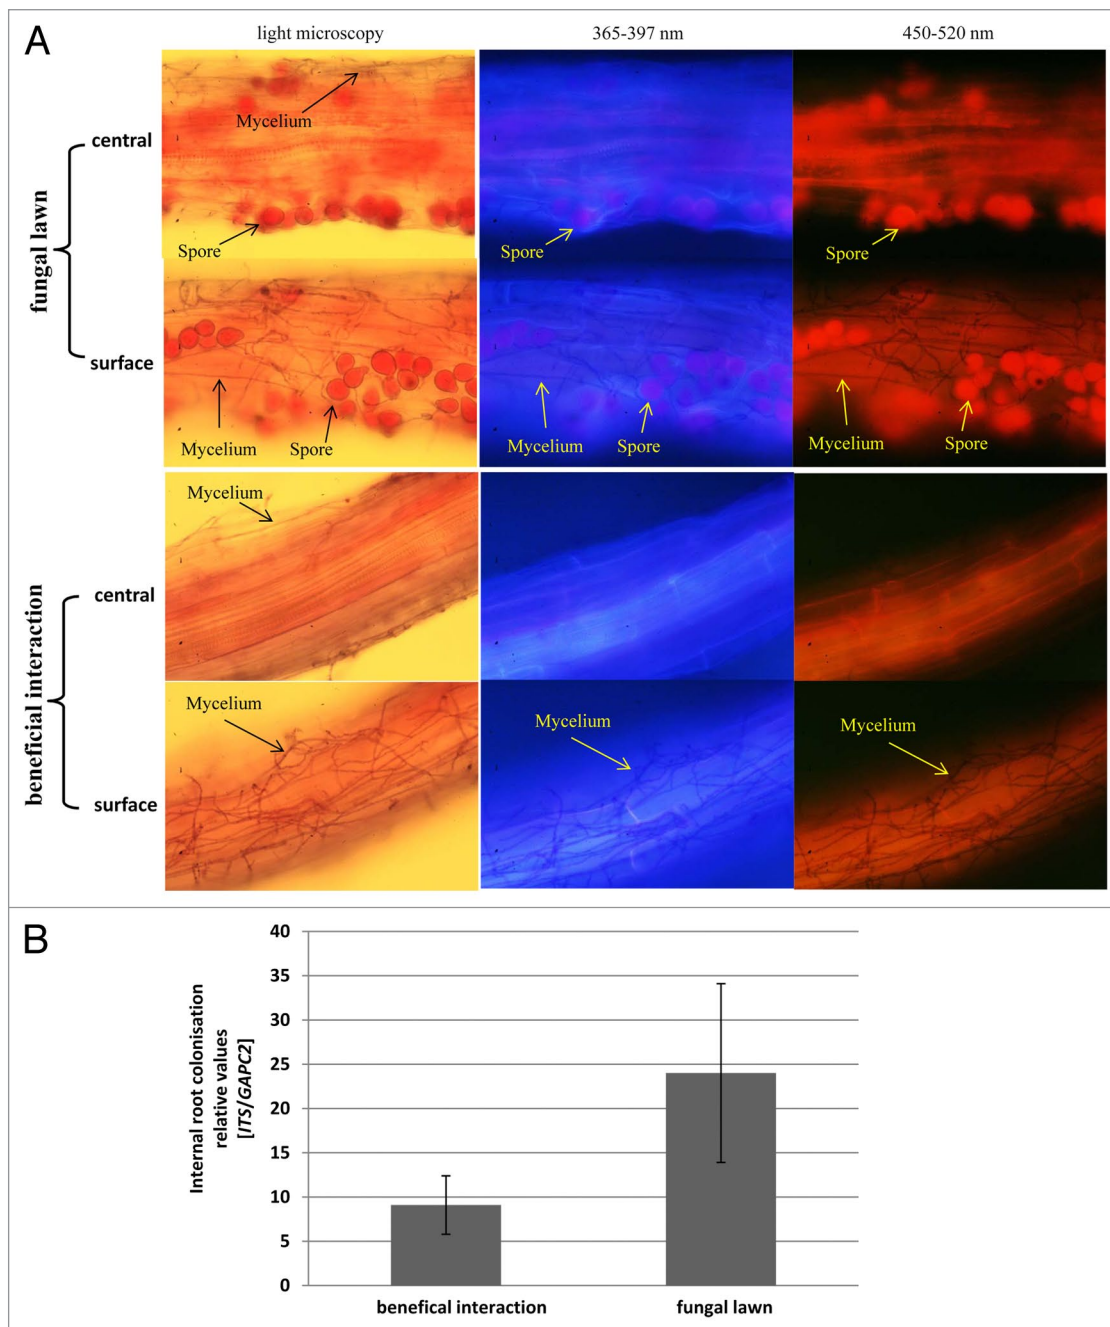 A
light microscopy
365-397 nm
450-520 nm
fungal lawn
central
Mycelium
Spore
Spore
Spore
surface
Mycelium
Spore
Mycelium
Spore
Mycelium
Spore
beneficial interaction
central
Mycelium
surface
Mycelium
Mycelium
Mycelium
B
Internal root colonisation
relative values
[ITS/GAPC2]
40
35
30
25
20
15
10
5
0
benefical interaction
fungal lawn